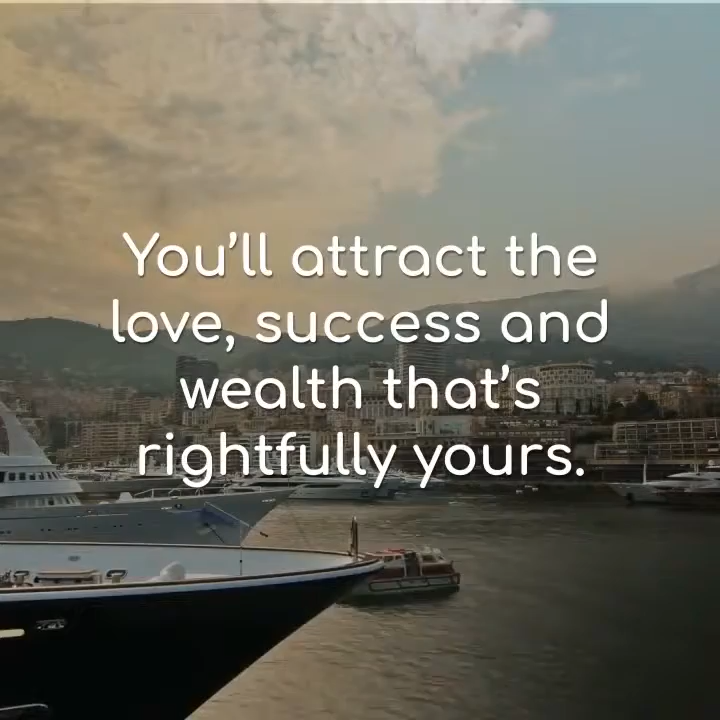 You’ll attract the
love, success and
wealth that’s
rightfully yours.